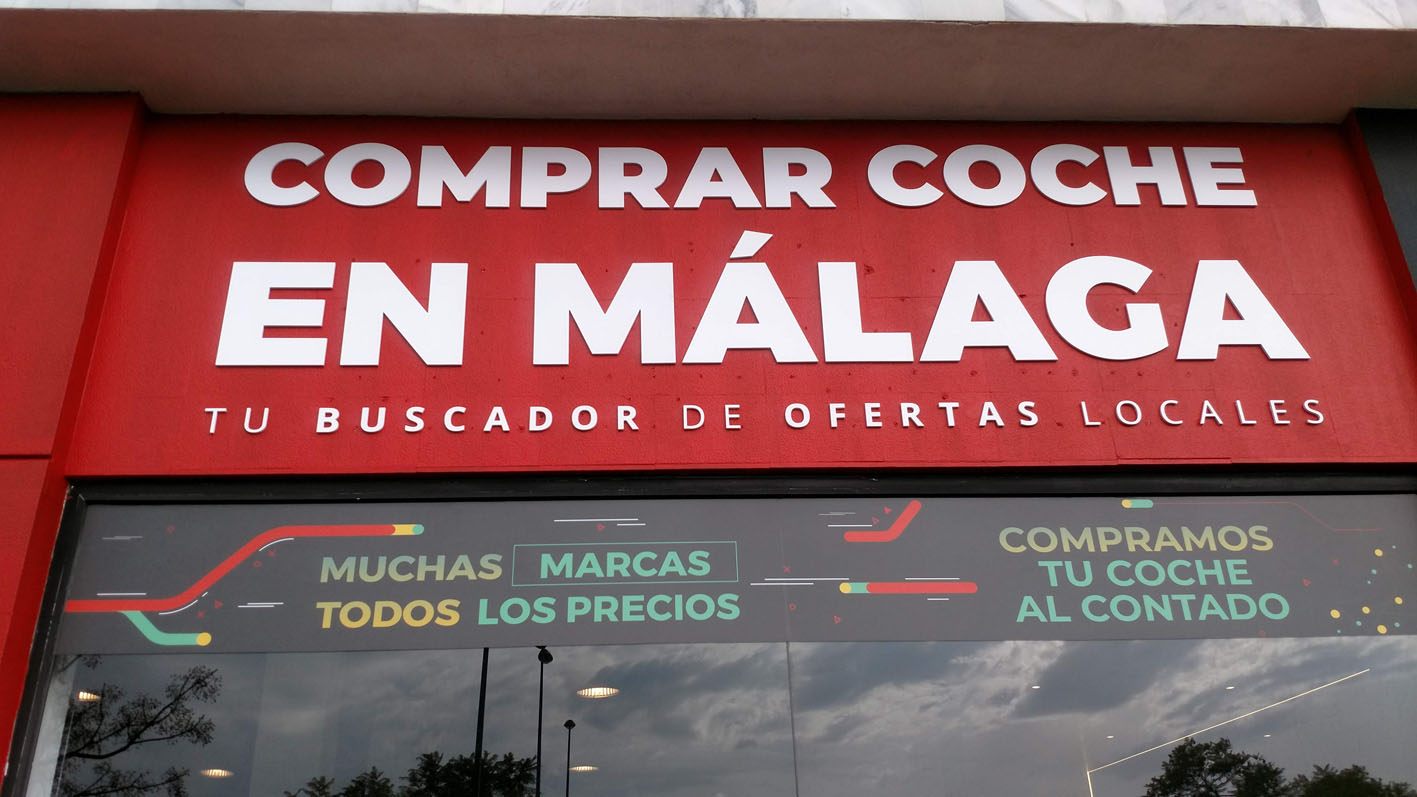 COMPRAR COCHE
EN MÁLAGA
TU BUSCADOR DE OFERTAS LOCALES
MUCHAS MARCAS
TODOS LOS PRECIOS
COMPRAMOS
TU COCHE
AL CONTADO